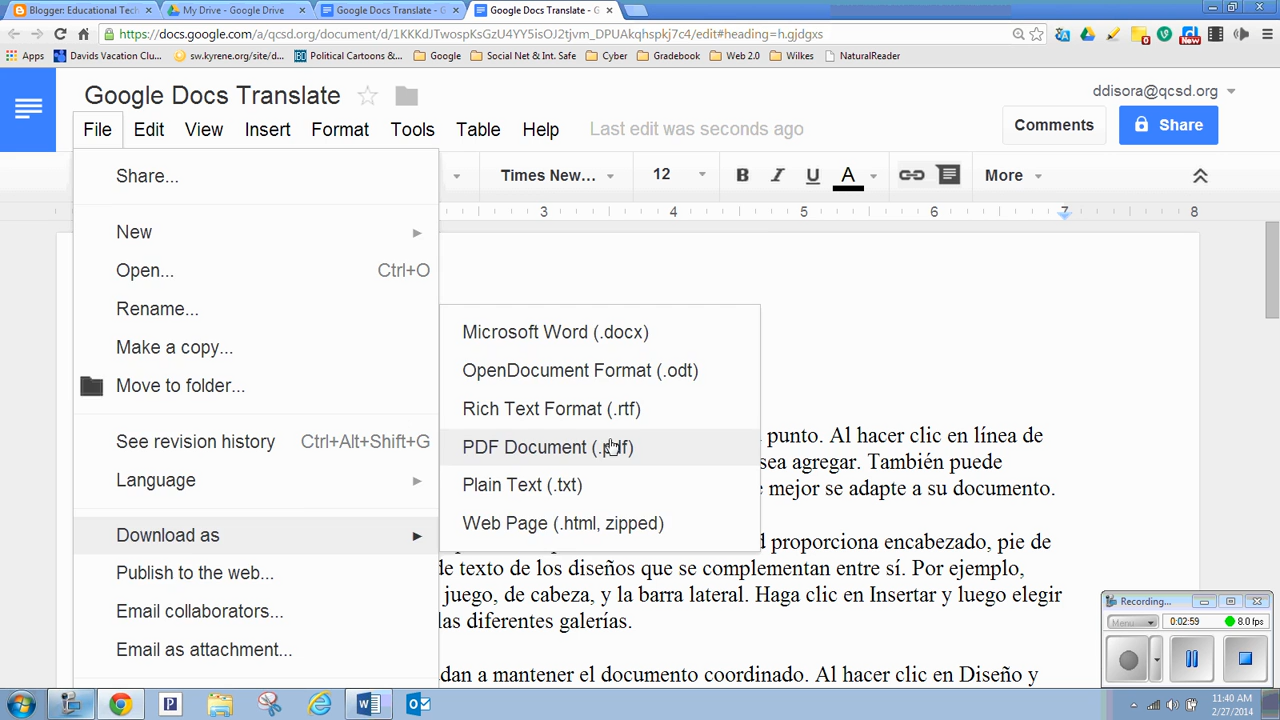 Blogger: Educational Tech
My Drive - Google Drive
Google Docs Translate - G
Google Docs Translate - G
https://docs.google.com/a/qcsd.org/document/d/1KKKdJTwospKsGZU4YY5isOJ2tjvm_DPUAkqhspkj7c4/edit#heading=h.gjdgxs
Apps Davids Vacation Clu... sw.kyrene.org/site/d... Political Cartoons &... Google Social Net & Int. Safe Cyber Gradebook Web 2.0 Wilkes NaturalReader
New
Google Docs Translate
ddisora@qcsd.org
File Edit View Insert Format Tools Table Help Last edit was seconds ago
Comments Share
Times New... 12 B I U A More
3 4 5 6 7 8
Share...
New
Open... Ctrl+O
Rename...
Make a copy...
Move to folder...
See revision history Ctrl+Alt+Shift+G
Language
Download as
Publish to the web...
Email collaborators...
Email as attachment...
Microsoft Word (.docx)
OpenDocument Format (.odt)
Rich Text Format (.rtf)
PDF Document (.pdf)
Plain Text (.txt)
Web Page (.html, zipped)
punto. Al hacer clic en línea de
sea agregar. También puede
mejor se adapte a su documento.
proporciona encabezado, pie de
de texto de los diseños que se complementan entre sí. Por ejemplo,
juego, de cabeza, y la barra lateral. Haga clic en Insertar y luego elegir
las diferentes galerías.
dan a mantener el documento coordinado. Al hacer clic en Diseño y
Recording...
Menu 0:02:59 8.0 fps
11:40 AM
2/27/2014